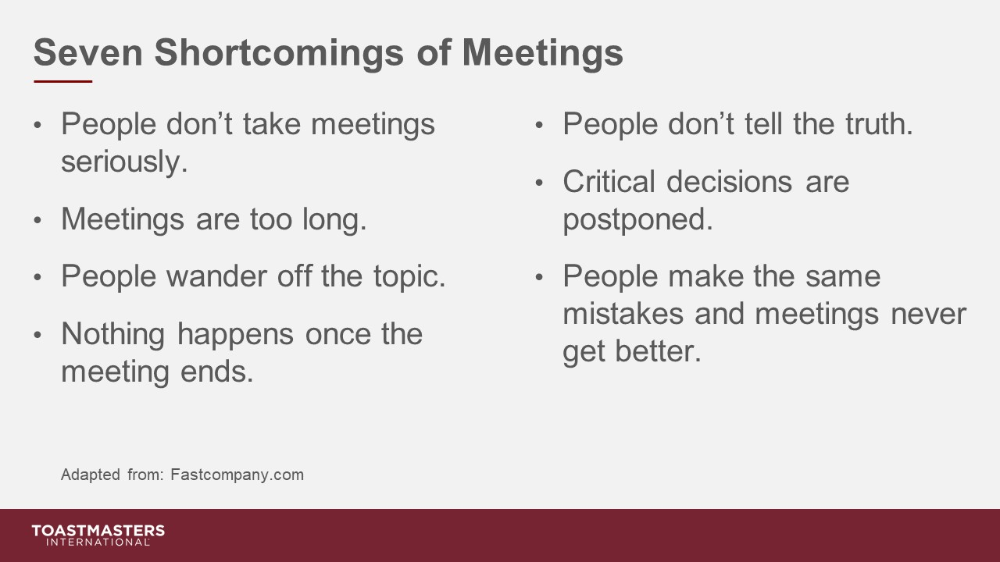 Seven Shortcomings of Meetings
• People don’t take meetings
seriously.
• Meetings are too long.
• People wander off the topic.
• Nothing happens once the
meeting ends.
• People don’t tell the truth.
• Critical decisions are
postponed.
• People make the same
mistakes and meetings never
get better.
Adapted from: Fastcompany.com
TOASTMASTERS
INTERNATIONAL